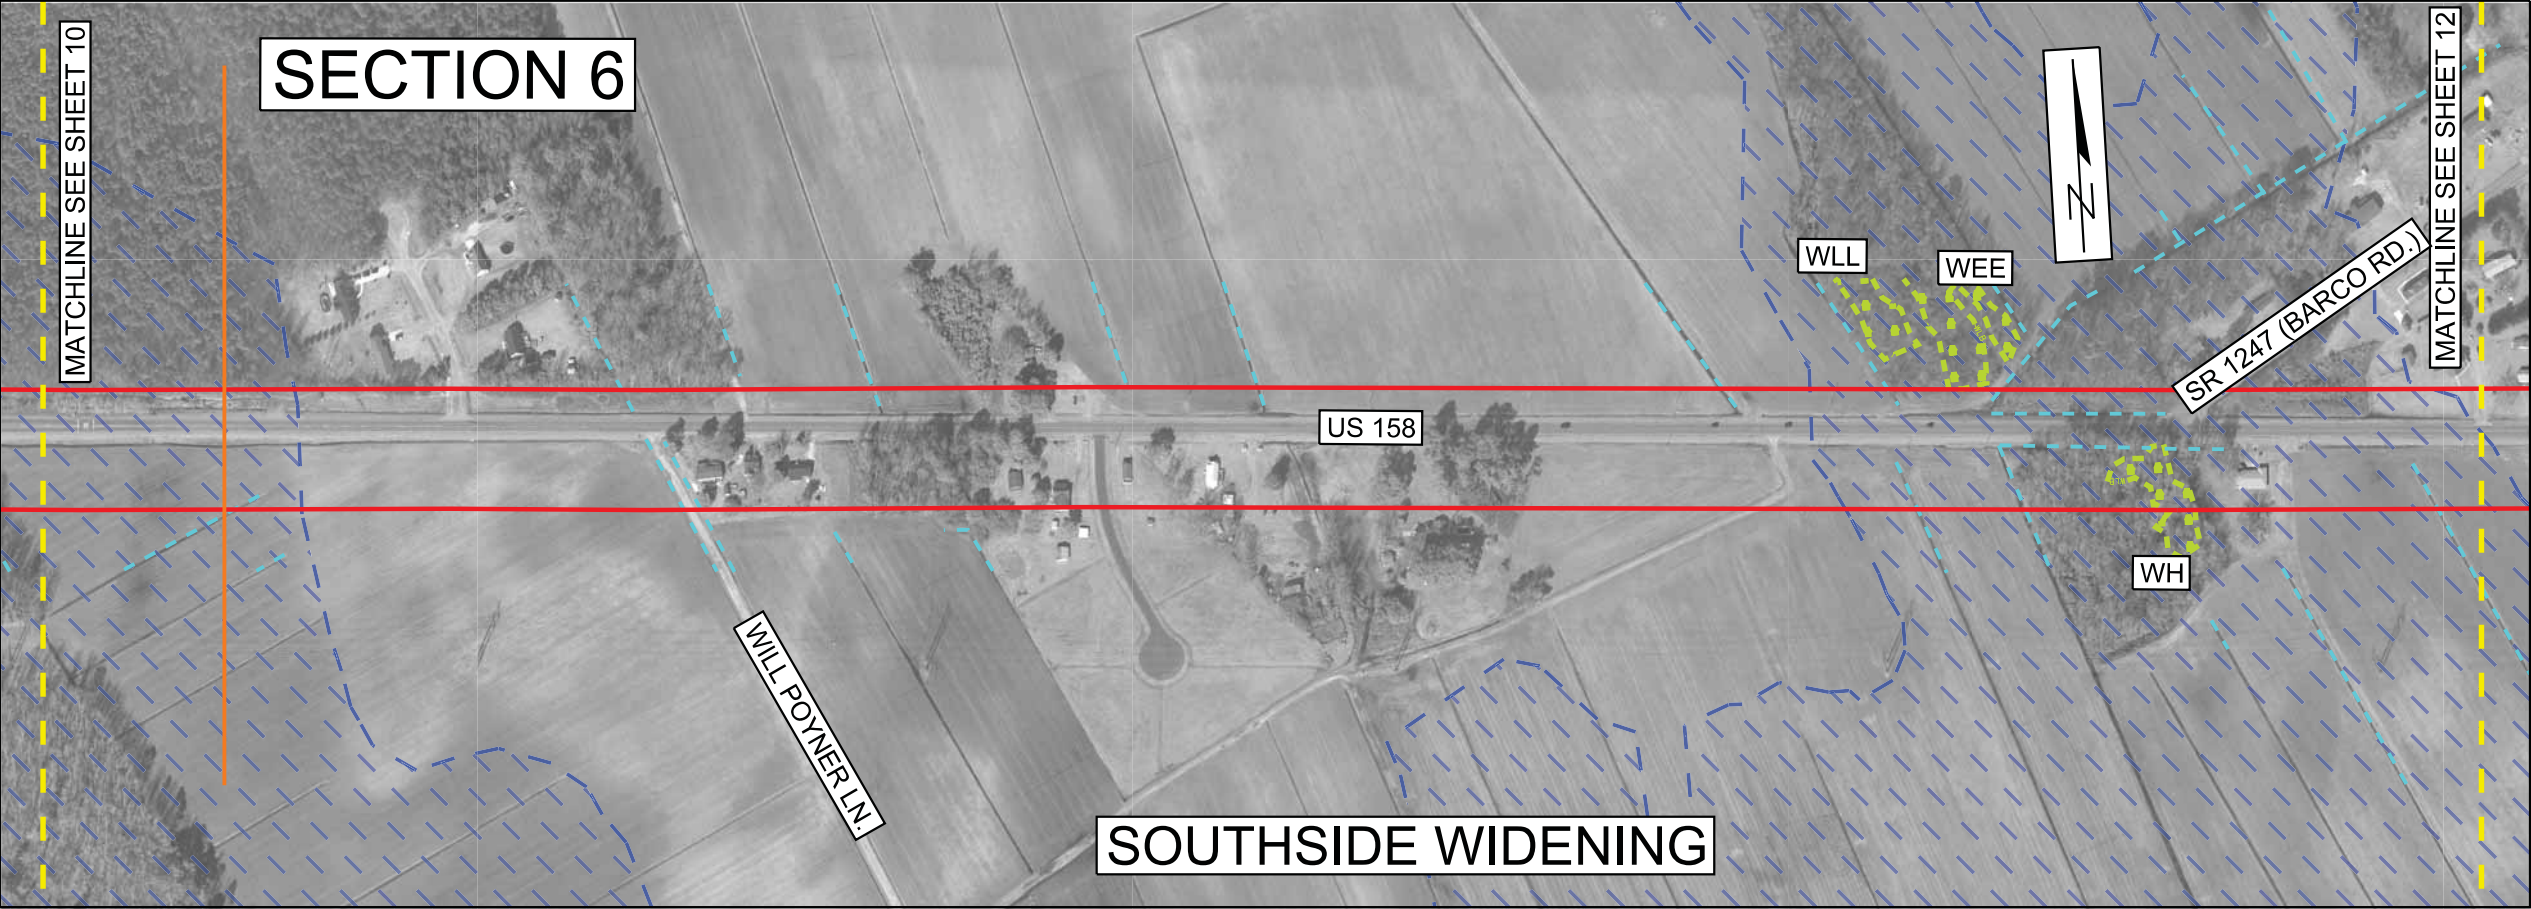 MATCHLINE SEE SHEET 10
SECTION 6
N
WLL
WEE
SR 1247 (BARCO RD.)
MATCHLINE SEE SHEET 12
US 158
WH
WILL POYNER LN.
SOUTHSIDE WIDENING